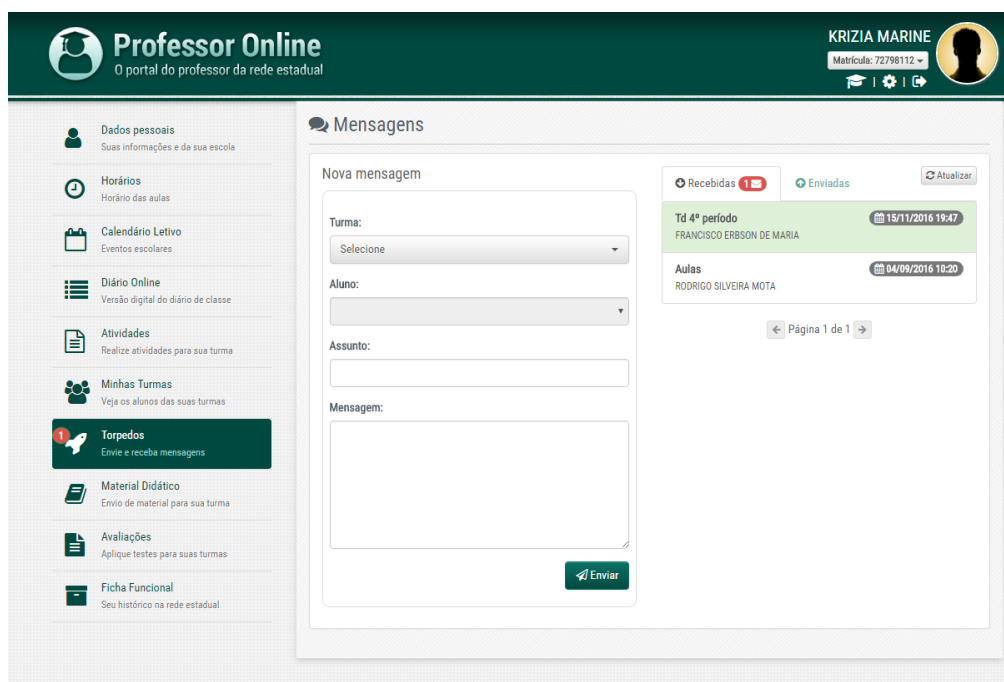 Professor Online
O portal do professor da rede estadual
KRIZIA MARINE
Matrícula: 72798112
Dados pessoais
Suas informações e da sua escola
Horários
Horário das aulas
Calendário Letivo
Eventos escolares
Diário Online
Versão digital do diário de classe
Atividades
Realize atividades para sua turma
Minhas Turmas
Veja os alunos das suas turmas
1
Torpedos
Envie e receba mensagens
Material Didático
Envio de material para sua turma
Avaliações
Aplique testes para suas turmas
Ficha Funcional
Seu histórico na rede estadual
Mensagens
Nova mensagem
Turma:
Selecione
Aluno:
Assunto:
Mensagem:
Enviar
Recebidas 1
Enviadas
Atualizar
Td 4º período 15/11/2016 19:47
FRANCISCO ERBSON DE MARIA
Aulas 04/09/2016 10:20
RODRIGO SILVEIRA MOTA
Página 1 de 1